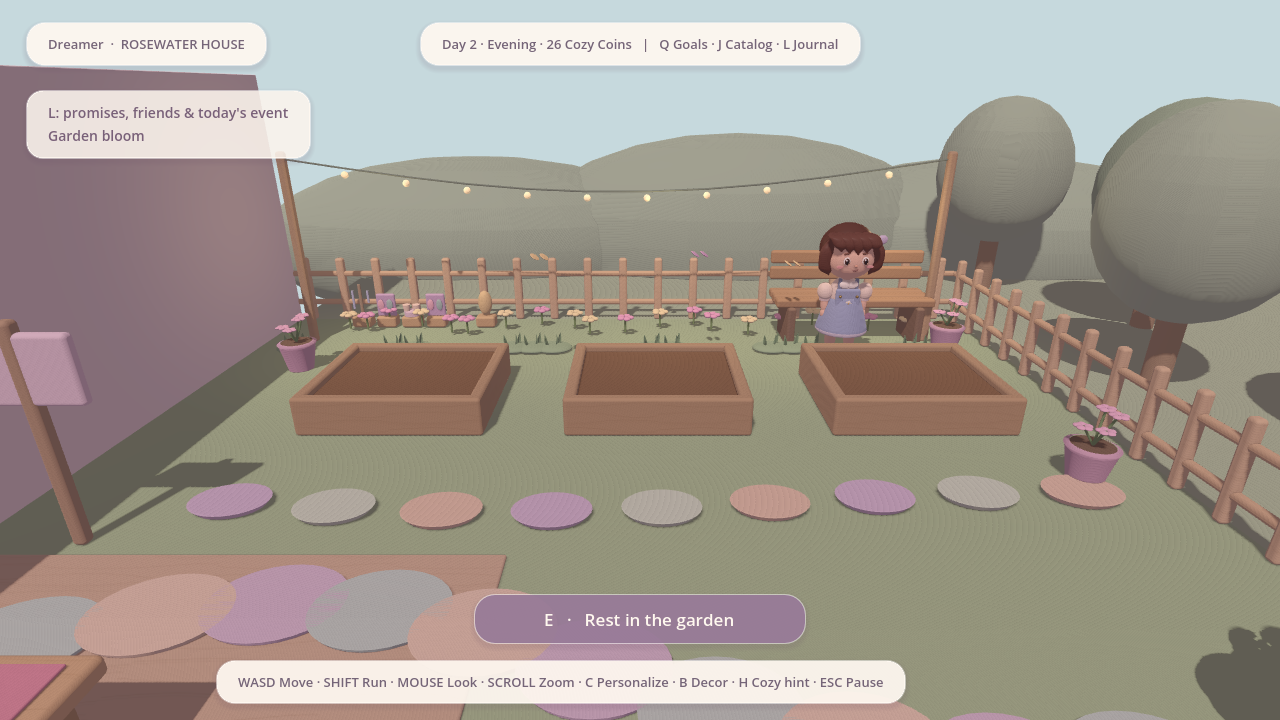 Dreamer · ROSEWATER HOUSE
Day 2 · Evening · 26 Cozy Coins | Q Goals · J Catalog · L Journal
L: promises, friends & today's event
Garden bloom
E · Rest in the garden
WASD Move · SHIFT Run · MOUSE Look · SCROLL Zoom · C Personalize · B Decor · H Cozy hint · ESC Pause